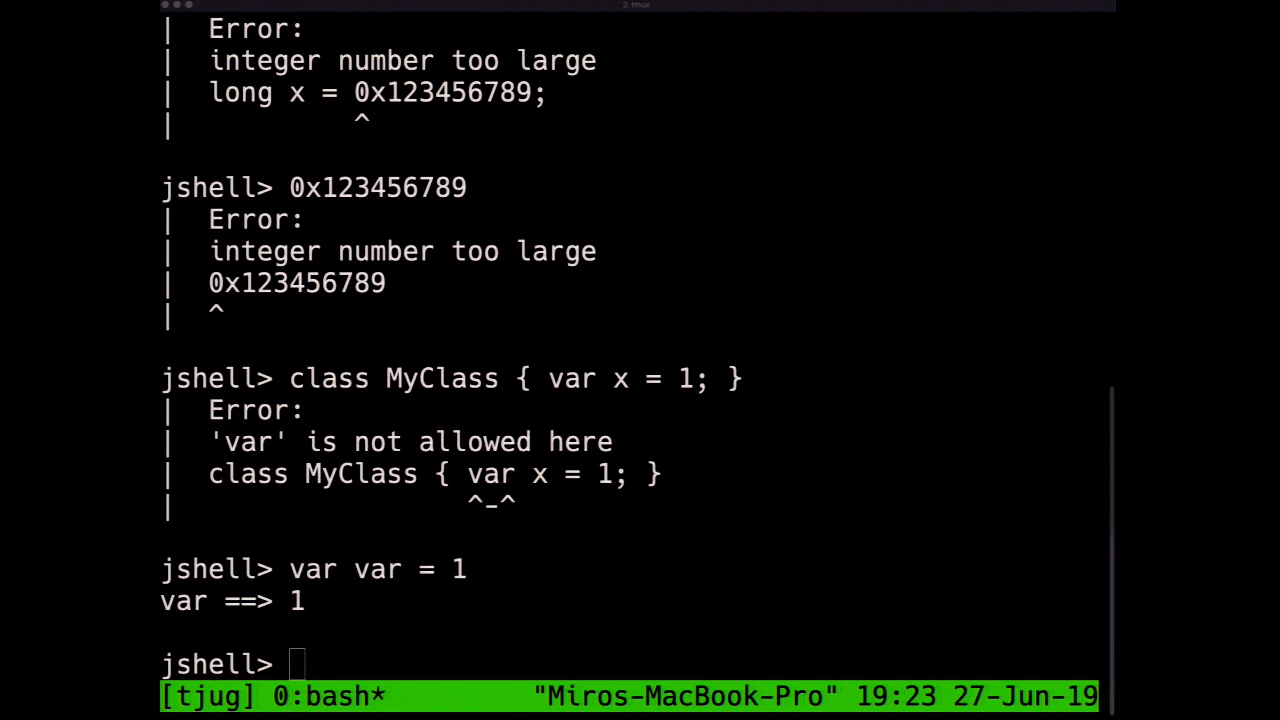 2. tmux
| Error:
| integer number too large
| long x = 0x123456789;
| ^
jshell> 0x123456789
| Error:
| integer number too large
| 0x123456789
| ^
jshell> class MyClass { var x = 1; }
| Error:
| 'var' is not allowed here
| class MyClass { var x = 1; }
| ^-^
jshell> var var = 1
var ==> 1
jshell>
[tjug] 0:bash* "Miros-MacBook-Pro" 19:23 27-Jun-19